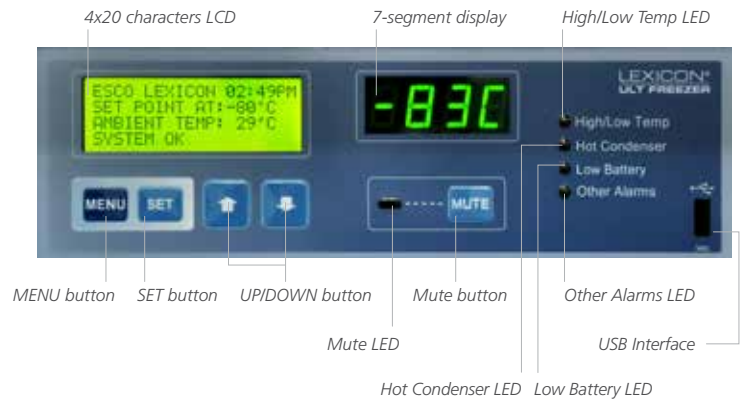 4x20 characters LCD
7-segment display
High/Low Temp LED
ESCO LEXICON 02:49PM
SET POINT AT:-80°C
AMBIENT TEMP: 29°C
SYSTEM OK
-83C
LEXICON®
ULT FREEZER
High/Low Temp
Hot Condenser
Low Battery
Other Alarms
MENU
SET
MUTE
MENU button
SET button
UP/DOWN button
Mute button
Other Alarms LED
Mute LED
USB Interface
Hot Condenser LED
Low Battery LED